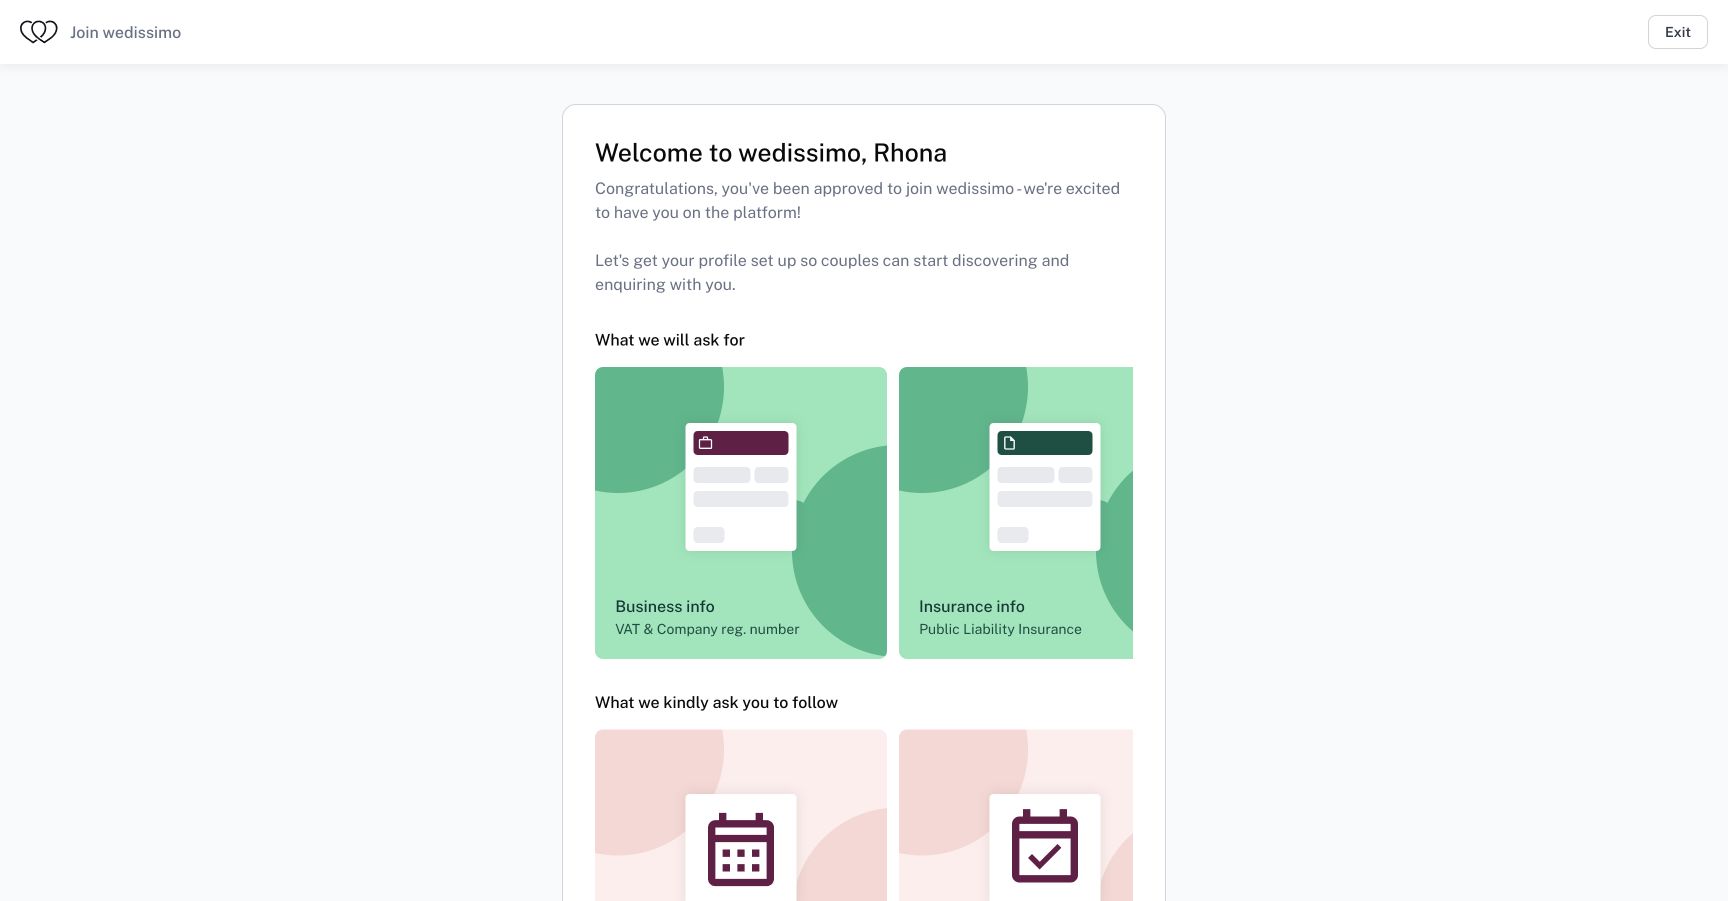 Join wedissimo
Exit
Welcome to wedissimo, Rhona
Congratulations, you've been approved to join wedissimo - we're excited
to have you on the platform!
Let's get your profile set up so couples can start discovering and
enquiring with you.
What we will ask for
Business info
VAT & Company reg. number
Insurance info
Public Liability Insurance
What we kindly ask you to follow